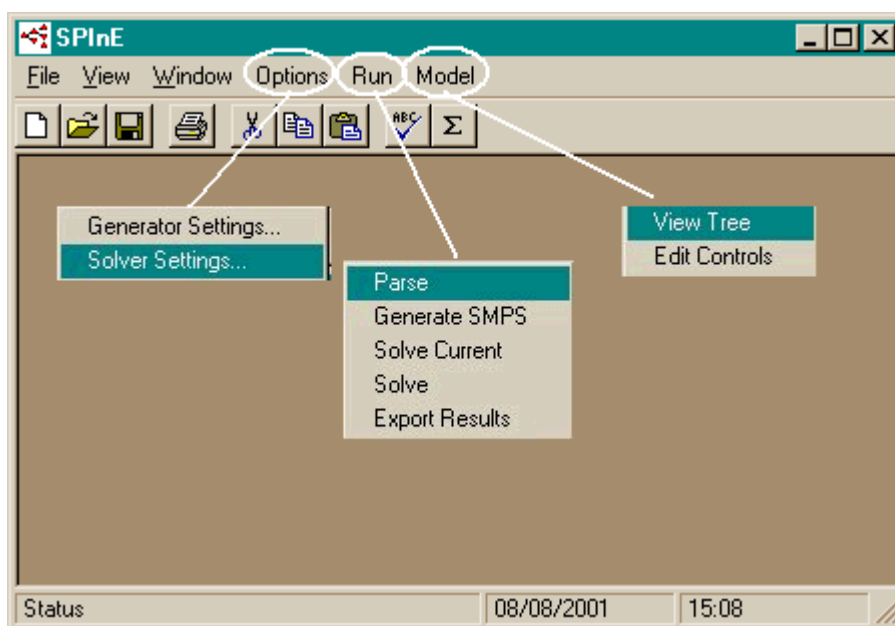 SPInE
File View Window Options Run Model
ABC Σ
Generator Settings...
Solver Settings...
View Tree
Edit Controls
Parse
Generate SMPS
Solve Current
Solve
Export Results
Status 08/08/2001 15:08